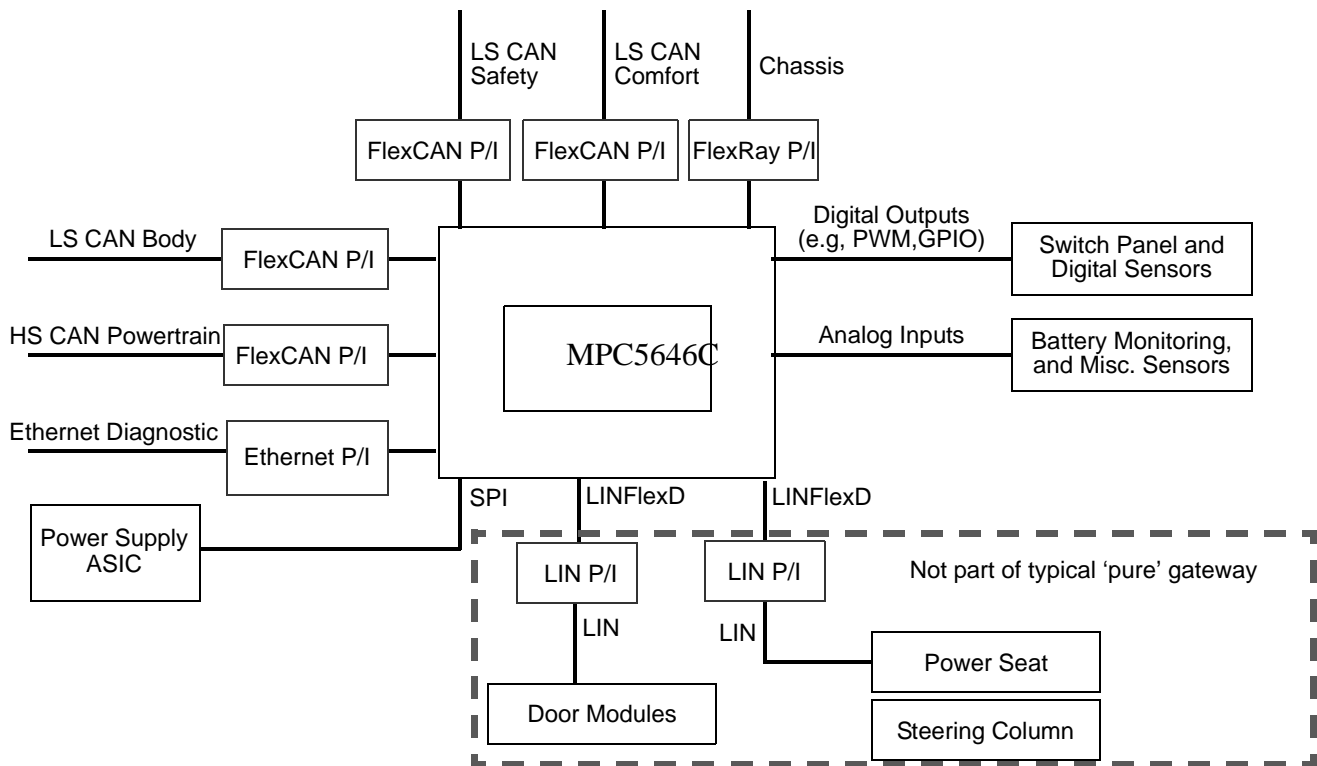 LS CAN
Safety
LS CAN
Comfort
Chassis
FlexCAN P/I
FlexCAN P/I
FlexRay P/I
LS CAN Body
FlexCAN P/I
Digital Outputs
(e.g, PWM,GPIO)
Switch Panel and
Digital Sensors
HS CAN Powertrain
FlexCAN P/I
MPC5646C
Analog Inputs
Battery Monitoring,
and Misc. Sensors
Ethernet Diagnostic
Ethernet P/I
SPI
LINFlexD
LINFlexD
Power Supply
ASIC
LIN P/I
LIN P/I
Not part of typical ‘pure’ gateway
LIN
LIN
Power Seat
Door Modules
Steering Column